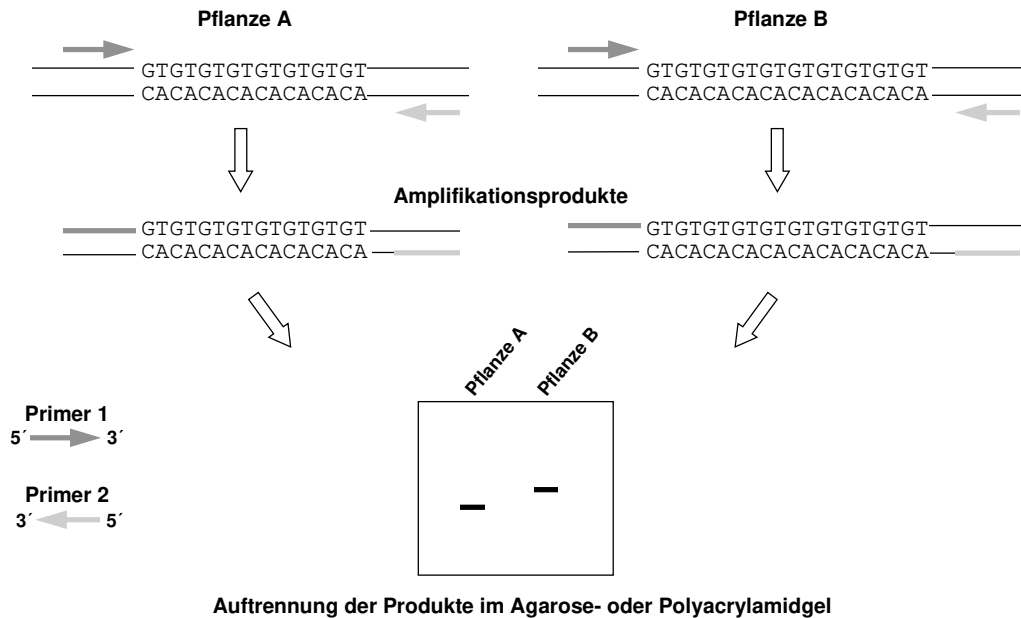 Pflanze A
Pflanze B
GTGTGTGTGTGTGTGT
CACACACACACACACA
GTGTGTGTGTGTGTGTGTGT
CACACACACACACACACACA
Amplifikationsprodukte
GTGTGTGTGTGTGTGT
CACACACACACACACA
GTGTGTGTGTGTGTGTGTGT
CACACACACACACACACACA
Pflanze A
Pflanze B
Primer 1
5´ 3´
Primer 2
3´ 5´
Auftrennung der Produkte im Agarose- oder Polyacrylamidgel